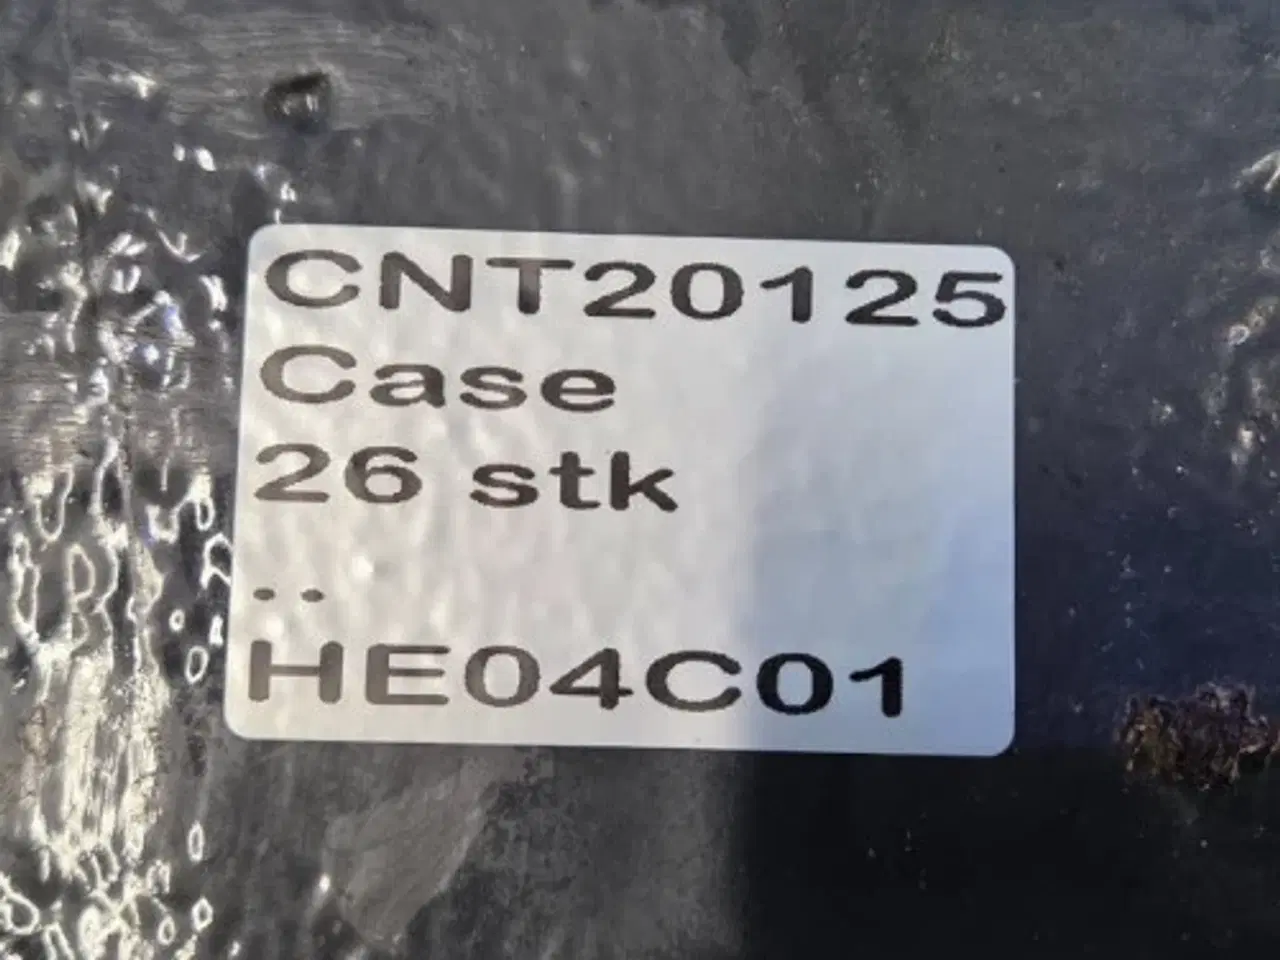 CNT20125
Case
26 stk
..
HE04C01